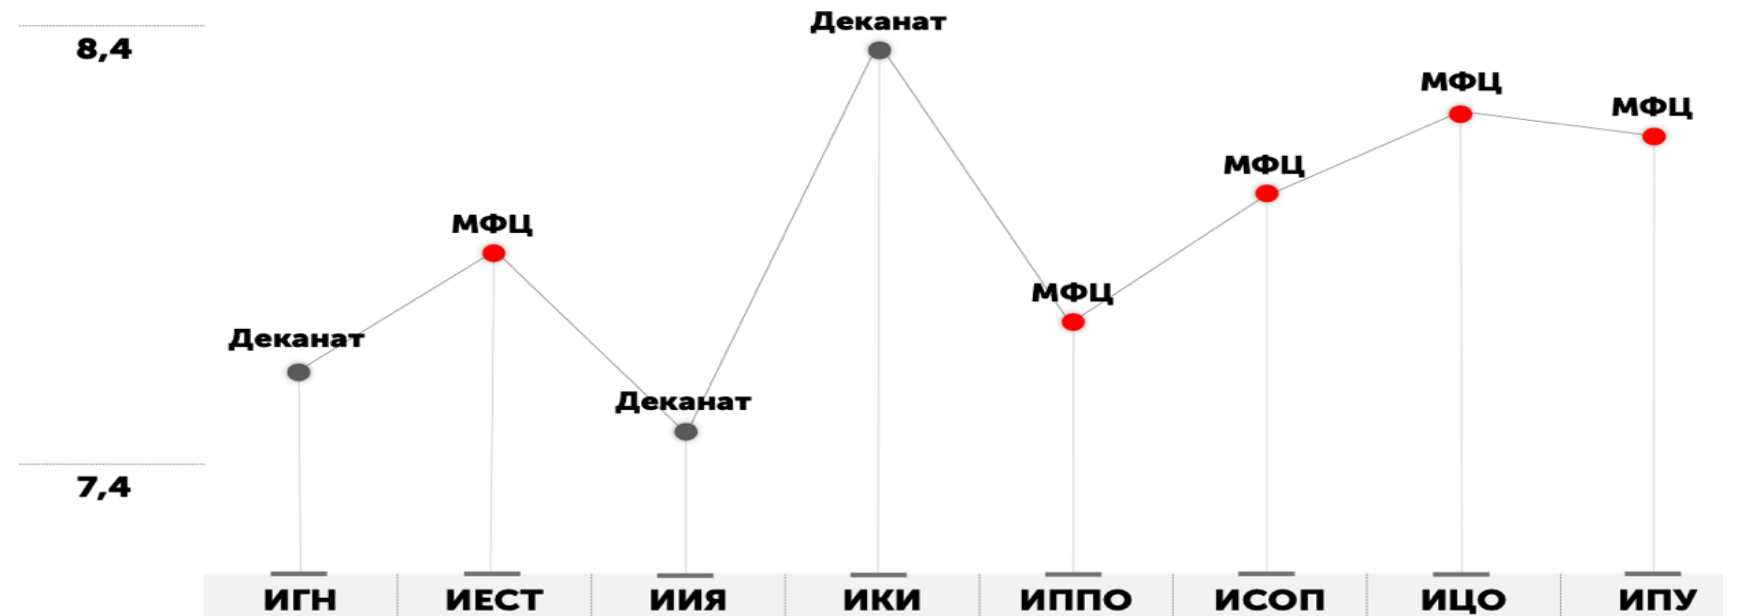 Деканат
8,4
МФЦ
МФЦ
МФЦ
МФЦ
МФЦ
Деканат
Деканат
7,4
ИГН
ИЕСТ
ИИЯ
ИКИ
ИППО
ИСОП
ИЦО
ИПУ